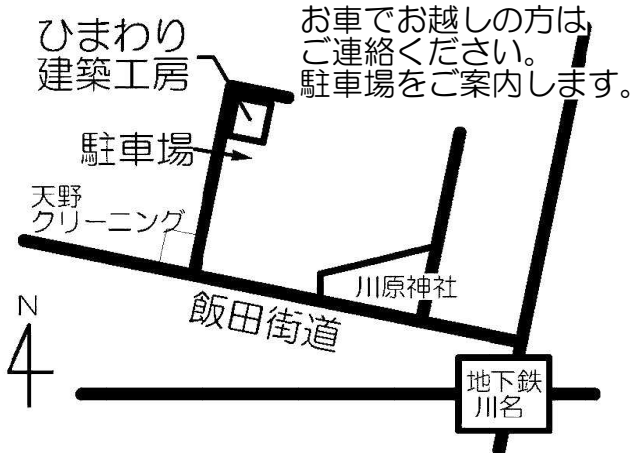 ひまわり
建築工房
お車でお越しの方は
ご連絡ください。
駐車場をご案内します。
駐車場
天野
クリーニング
川原神社
飯田街道
N
地下鉄
川名